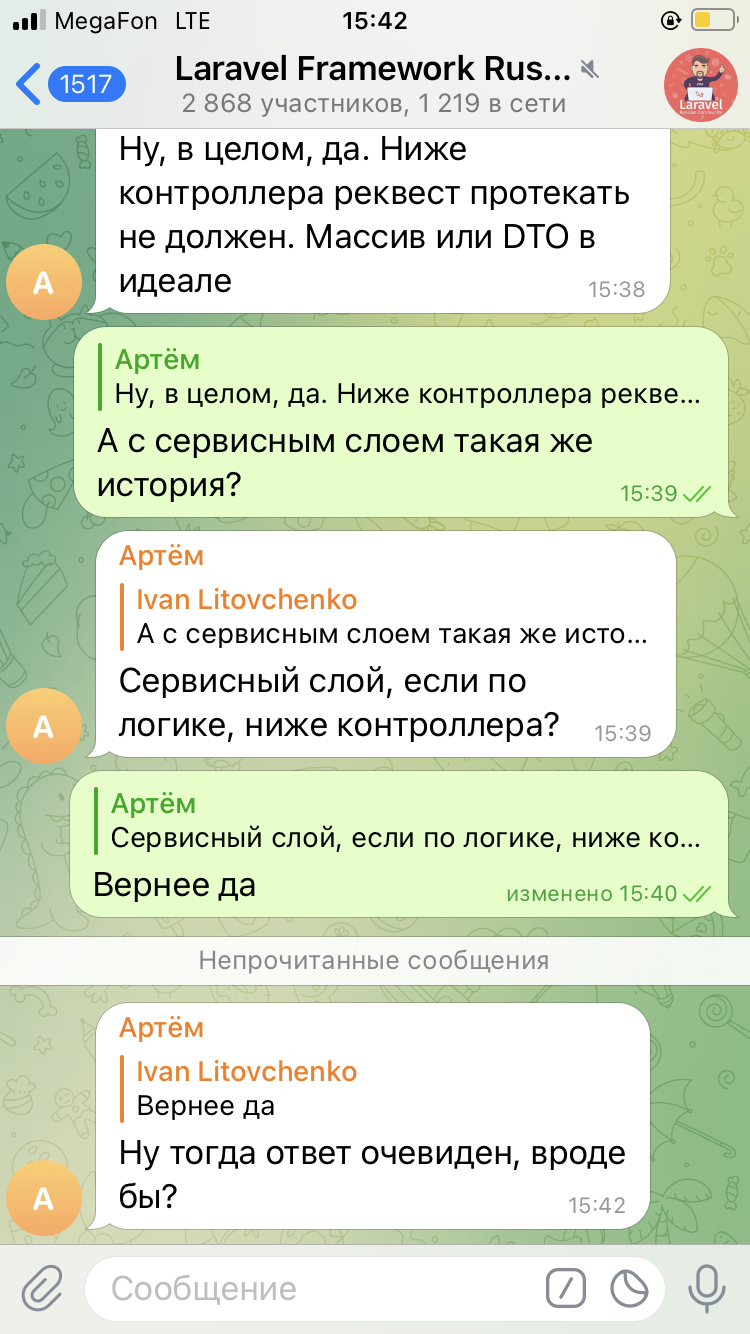 MegaFon LTE 15:42
1517
Laravel Framework Rus...
2 868 участников, 1 219 в сети
Laravel
Russian Community
Ну, в целом, да. Ниже
контроллера реквест протекать
не должен. Массив или DTO в
идеале
15:38
А
Артём
Ну, в целом, да. Ниже контроллера рекве...
А с сервисным слоем такая же
история?
15:39
Артём
Ivan Litovchenko
А с сервисным слоем такая же исто...
Сервисный слой, если по
логике, ниже контроллера?
15:39
А
Артём
Сервисный слой, если по логике, ниже ко...
Вернее да
изменено 15:40
Непрочитанные сообщения
Артём
Ivan Litovchenko
Вернее да
Ну тогда ответ очевиден, вроде
бы?
15:42
А
Сообщение